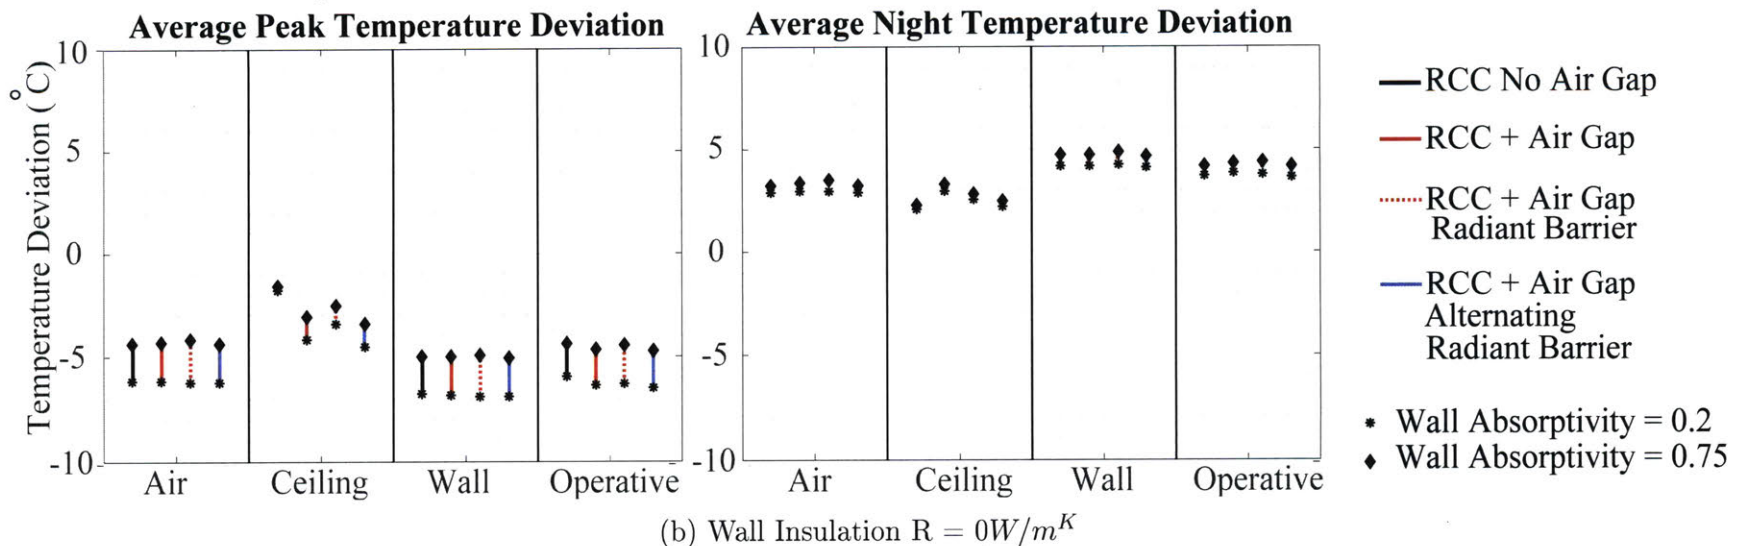 Average Peak Temperature Deviation
Average Night Temperature Deviation
Temperature Deviation (°C)
10
5
0
-5
-10
Air
Ceiling
Wall
Operative
10
5
0
-5
-10
Air
Ceiling
Wall
Operative
RCC No Air Gap
RCC + Air Gap
RCC + Air Gap
Radiant Barrier
RCC + Air Gap
Alternating
Radiant Barrier
Wall Absorptivity = 0.2
Wall Absorptivity = 0.75
(b) Wall Insulation R = 0W/m^K